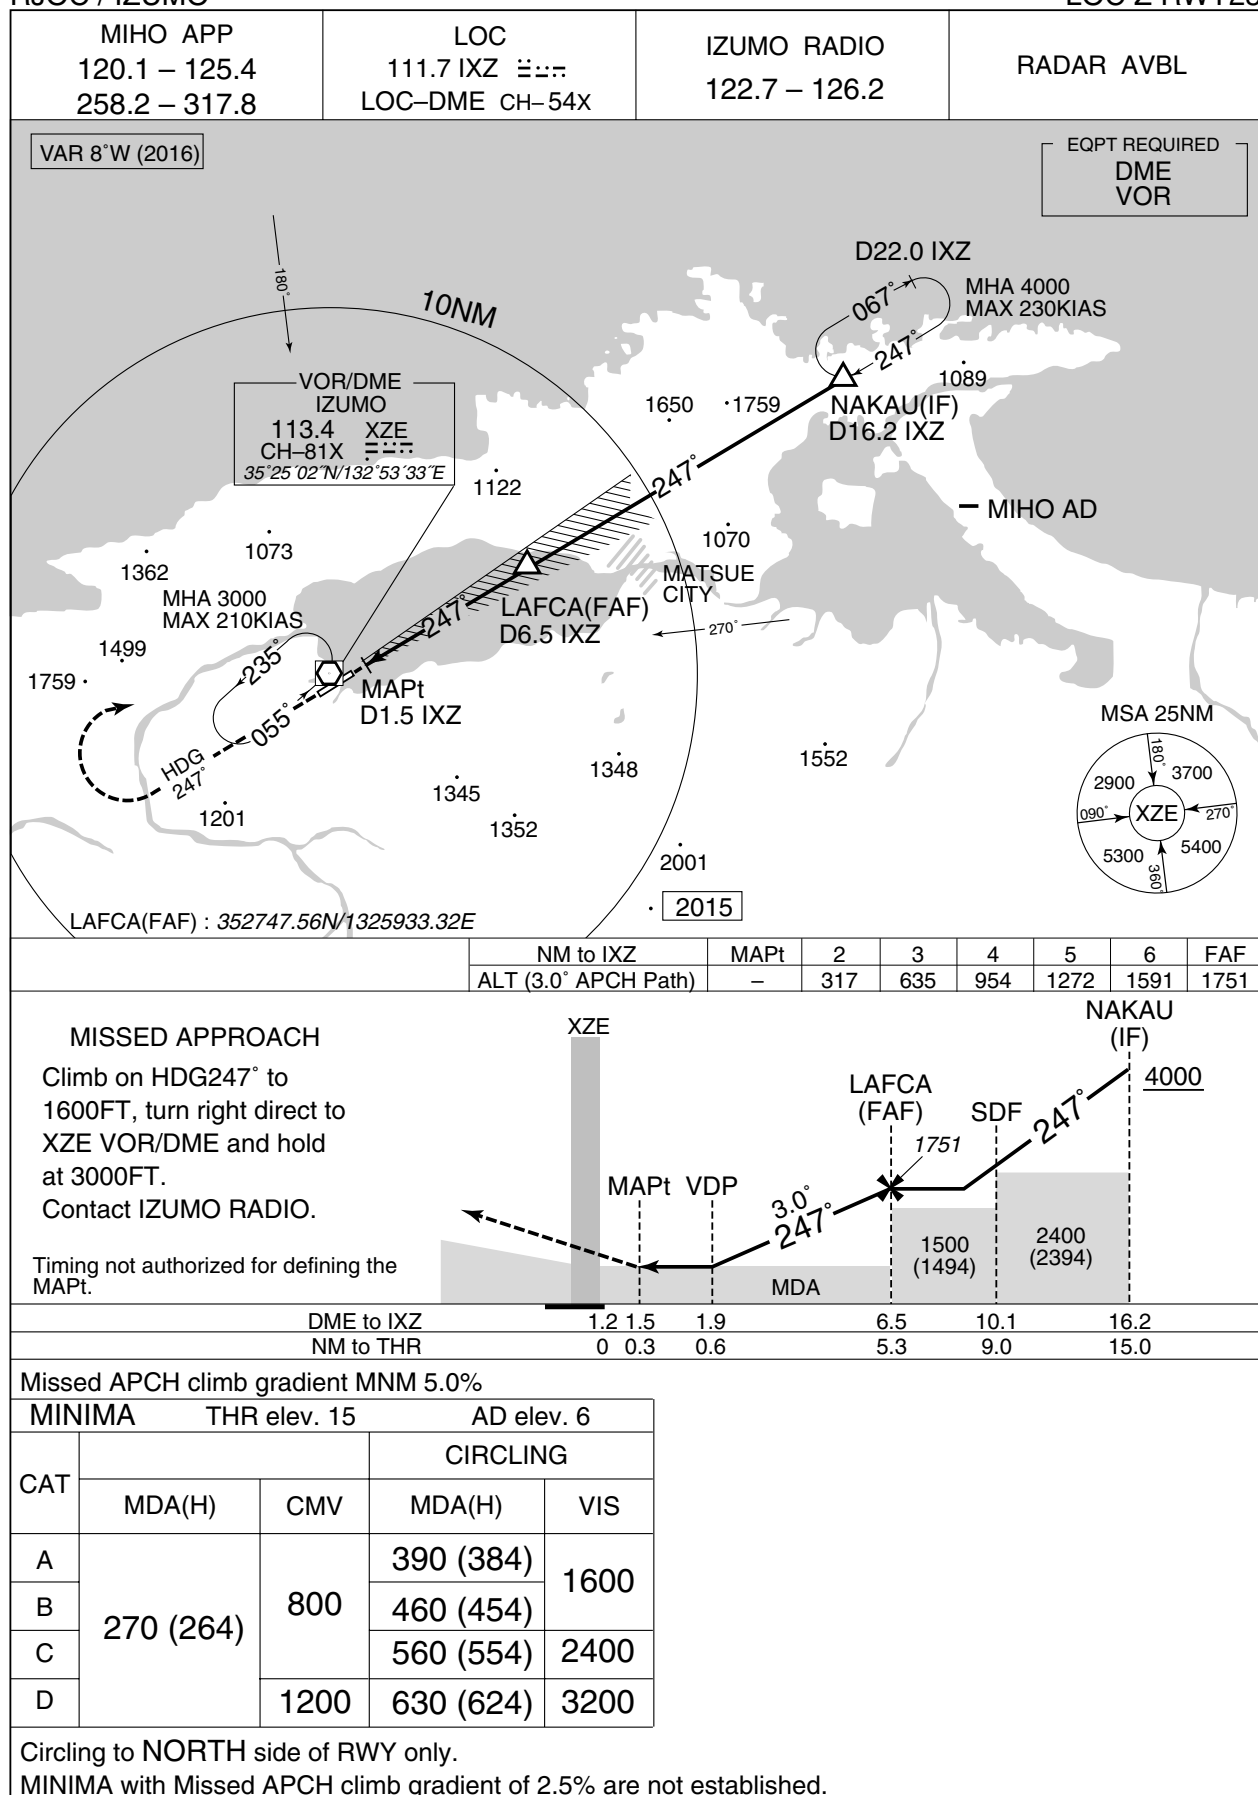 MIHO APP
120.1 – 125.4
258.2 – 317.8
LOC
111.7 IXZ
LOC–DME CH–54X
IZUMO RADIO
122.7 – 126.2
RADAR AVBL
VAR 8°W (2016)
EQPT REQUIRED
DME
VOR
180°
10NM
D22.0 IXZ
067°
MHA 4000
MAX 230KIAS
247°
1089
NAKAU(IF)
D16.2 IXZ
VOR/DME
IZUMO
113.4 XZE
CH–81X
35°25´02˝N/132°53´33˝E
1650
1759
247°
1122
MIHO AD
1073
1362
1070
MATSUE
CITY
MHA 3000
MAX 210KIAS
247°
LAFCA(FAF)
D6.5 IXZ
270°
1499
1759
235°
055°
MAPt
D1.5 IXZ
HDG
247°
1201
1345
1352
1348
1552
2001
2015
MSA 25NM
180°
2900
3700
090°
XZE
270°
5300
5400
360°
LAFCA(FAF) : 352747.56N/1325933.32E
NM to IXZ MAPt 2 3 4 5 6 FAF
ALT (3.0° APCH Path) – 317 635 954 1272 1591 1751
MISSED APPROACH
Climb on HDG247° to
1600FT, turn right direct to
XZE VOR/DME and hold
at 3000FT.
Contact IZUMO RADIO.
Timing not authorized for defining the
MAPt.
XZE
NAKAU
(IF)
4000
LAFCA
(FAF)
SDF
247°
1751
MAPt VDP
3.0°
247°
1500
(1494)
2400
(2394)
MDA
DME to IXZ 1.2 1.5 1.9 6.5 10.1 16.2
NM to THR 0 0.3 0.6 5.3 9.0 15.0
Missed APCH climb gradient MNM 5.0%
MINIMA THR elev. 15 AD elev. 6
CAT
CIRCLING
MDA(H) CMV MDA(H) VIS
A 390 (384)
1600
B 270 (264) 800 460 (454)
C 560 (554) 2400
D 1200 630 (624) 3200
Circling to NORTH side of RWY only.
MINIMA with Missed APCH climb gradient of 2.5% are not established.